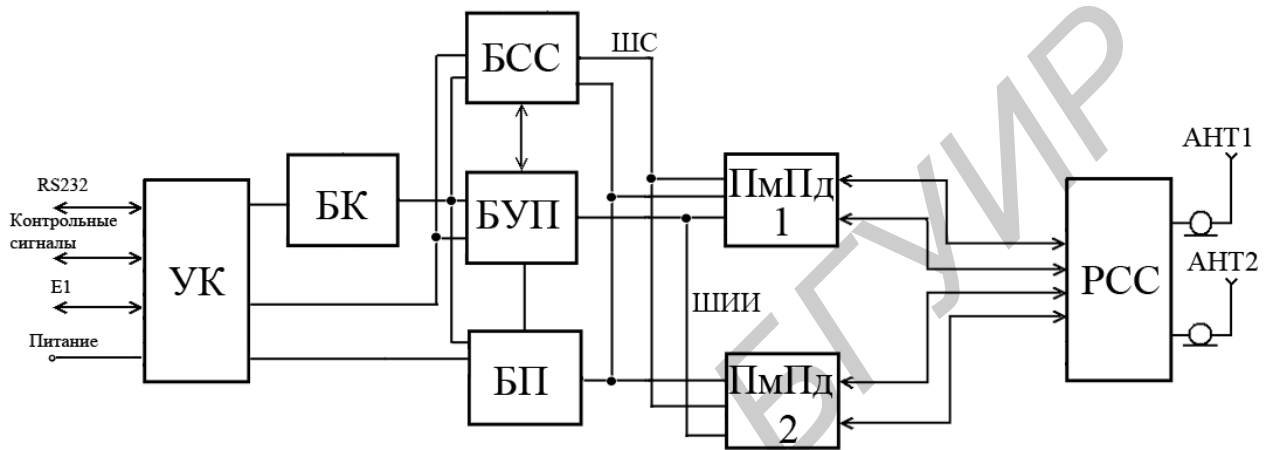 RS232
Контрольные
сигналы
E1
Питание
УК
БК
БСС
БУП
БП
ШС
ШИИ
ПмПд
1
ПмПд
2
РСС
АНТ1
АНТ2
БГУИР